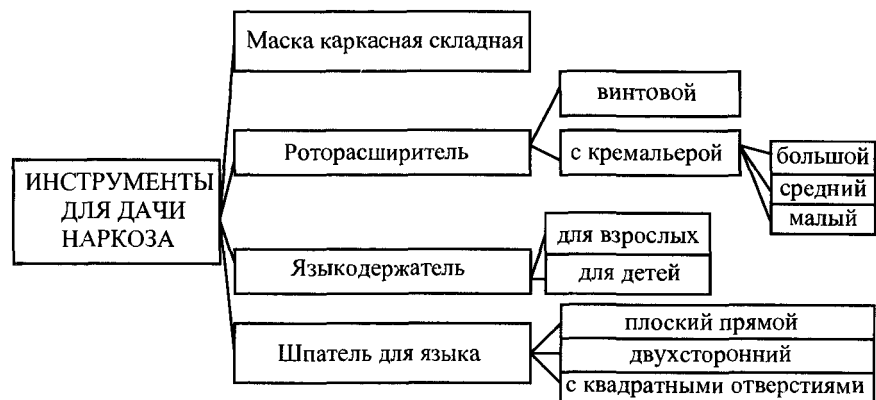 ИНСТРУМЕНТЫ
ДЛЯ ДАЧИ
НАРКОЗА
Маска каркасная складная
Роторасширитель
винтовой
с кремальерой
большой
средний
малый
Языкодержатель
для взрослых
для детей
Шпатель для языка
плоский прямой
двухсторонний
с квадратными отверстиями